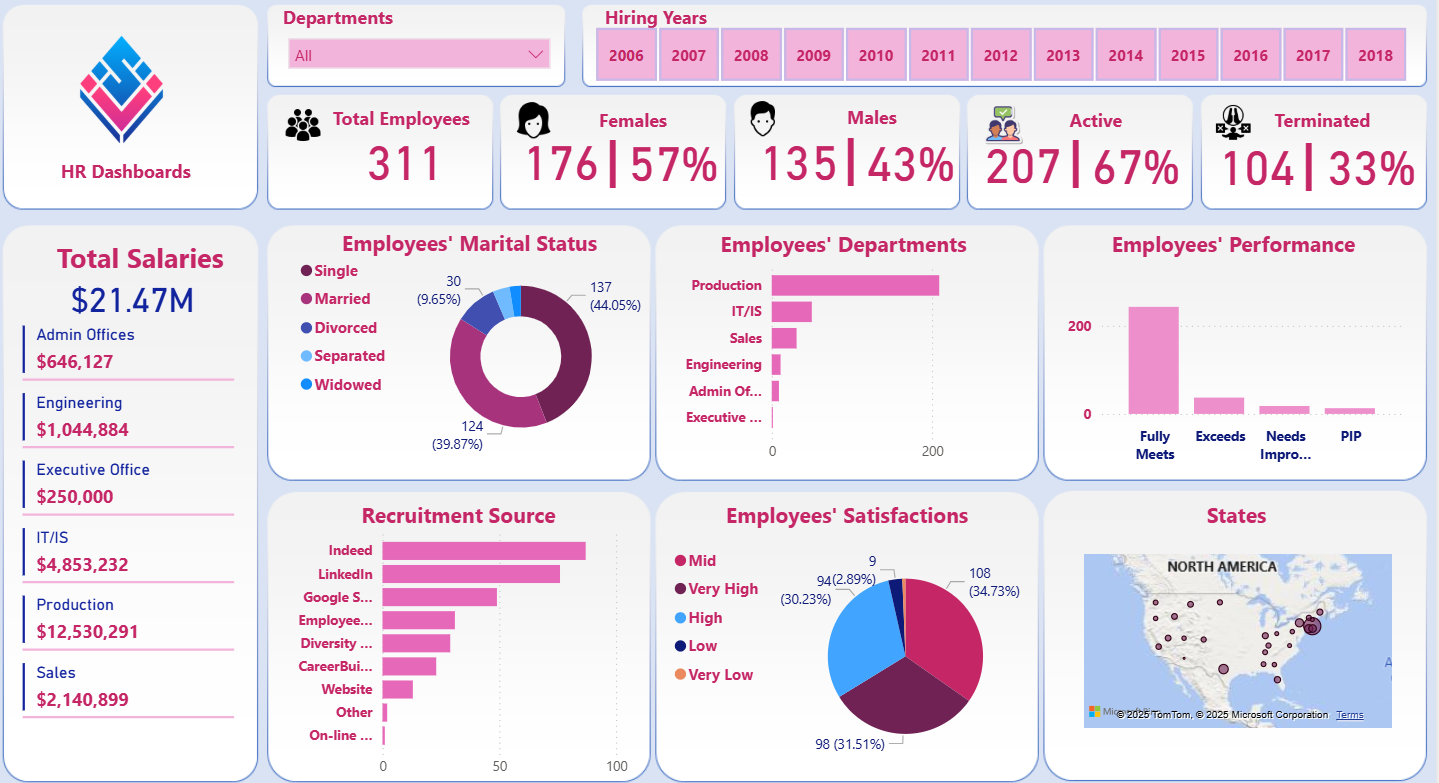 HR Dashboards
Departments
All
Hiring Years
2006 2007 2008 2009 2010 2011 2012 2013 2014 2015 2016 2017 2018
Total Employees
311
Females
176 57%
Males
135 43%
Active
207 67%
Terminated
104 33%
Total Salaries
$21.47M
Admin Offices
$646,127
Engineering
$1,044,884
Executive Office
$250,000
IT/IS
$4,853,232
Production
$12,530,291
Sales
$2,140,899
Employees' Marital Status
Single
Married
Divorced
Separated
Widowed
30
(9.65%)
137
(44.05%)
124
(39.87%)
Employees' Departments
Production
IT/IS
Sales
Engineering
Admin Of...
Executive ...
0 200
Employees' Performance
200
0
Fully
Meets
Exceeds
Needs
Impro...
PIP
Recruitment Source
Indeed
LinkedIn
Google S...
Employee...
Diversity ...
CareerBui...
Website
Other
On-line ...
0 50 100
Employees' Satisfactions
Mid
Very High
High
Low
Very Low
9
(2.89%)
94
(30.23%)
108
(34.73%)
98 (31.51%)
States
NORTH AMERICA
© 2025 TomTom, © 2025 Microsoft Corporation Terms